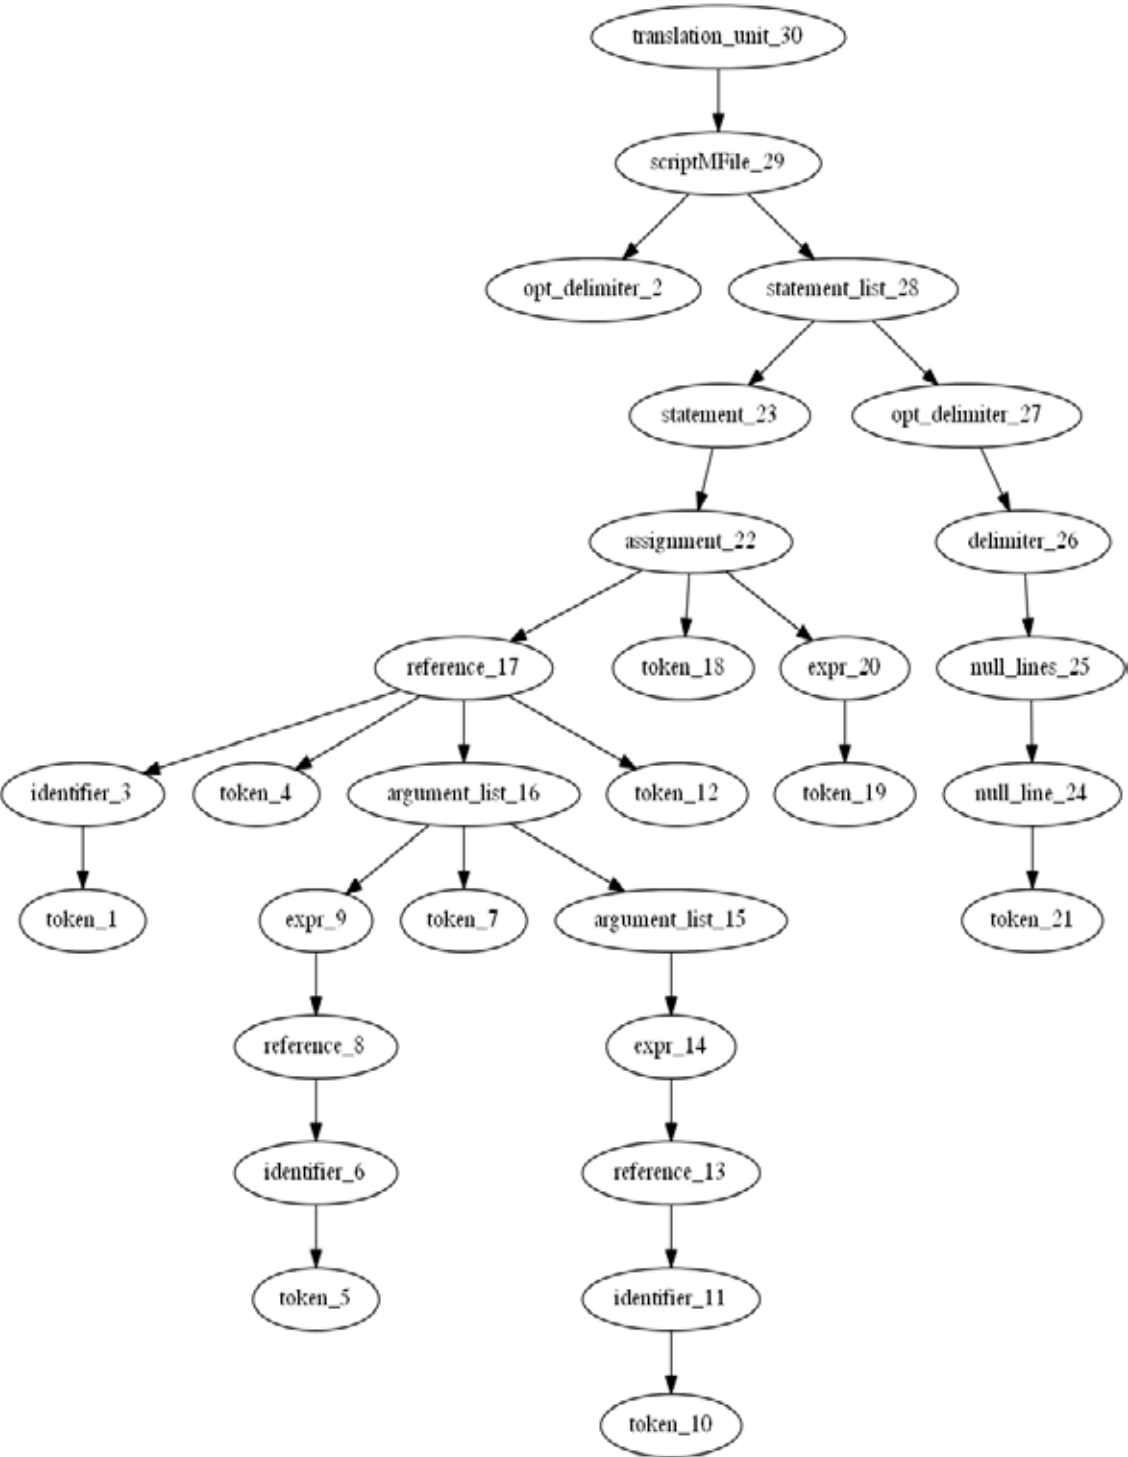 translation_unit_30
scriptMFile_29
opt_delimiter_2
statement_list_28
statement_23
opt_delimiter_27
assignment_22
delimiter_26
reference_17
token_18
expr_20
null_lines_25
identifier_3
token_4
argument_list_16
token_12
token_19
null_line_24
token_1
expr_9
token_7
argument_list_15
token_21
reference_8
expr_14
identifier_6
reference_13
token_5
identifier_11
token_10